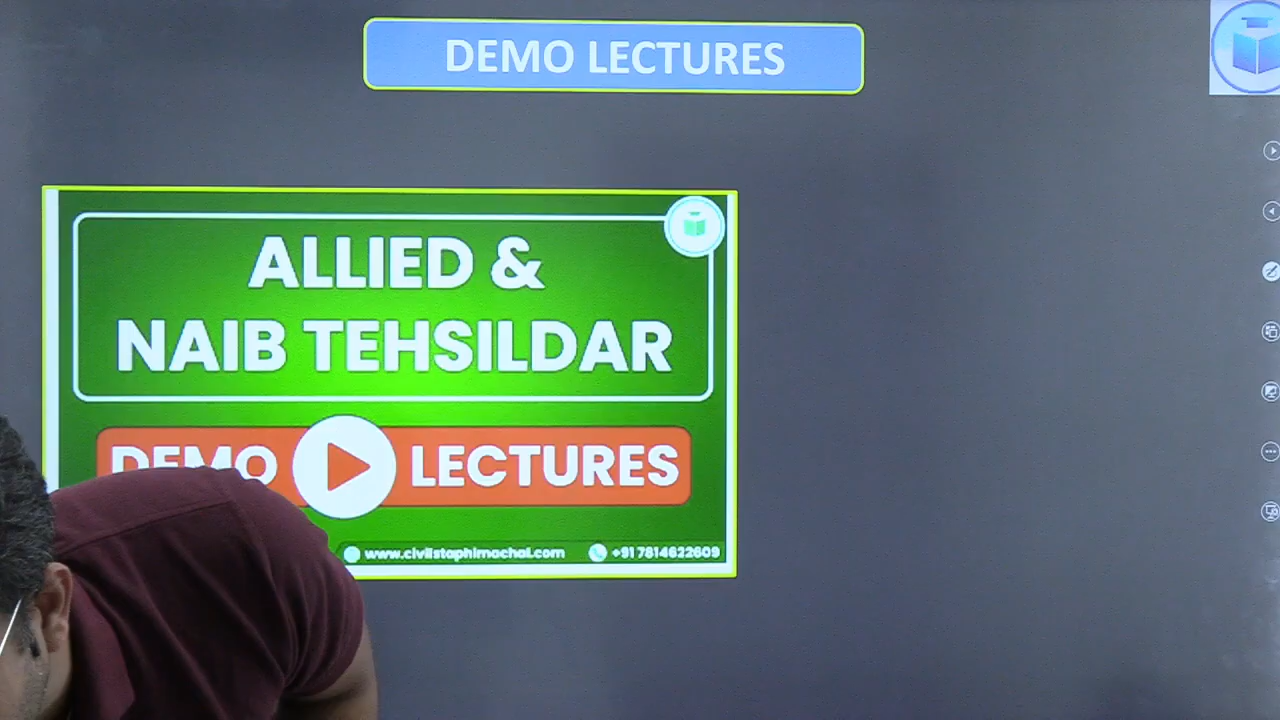 DEMO LECTURES
ALLIED &
NAIB TEHSILDAR
DEMO LECTURES
www.civilstaphimachal.com +91 7814622609